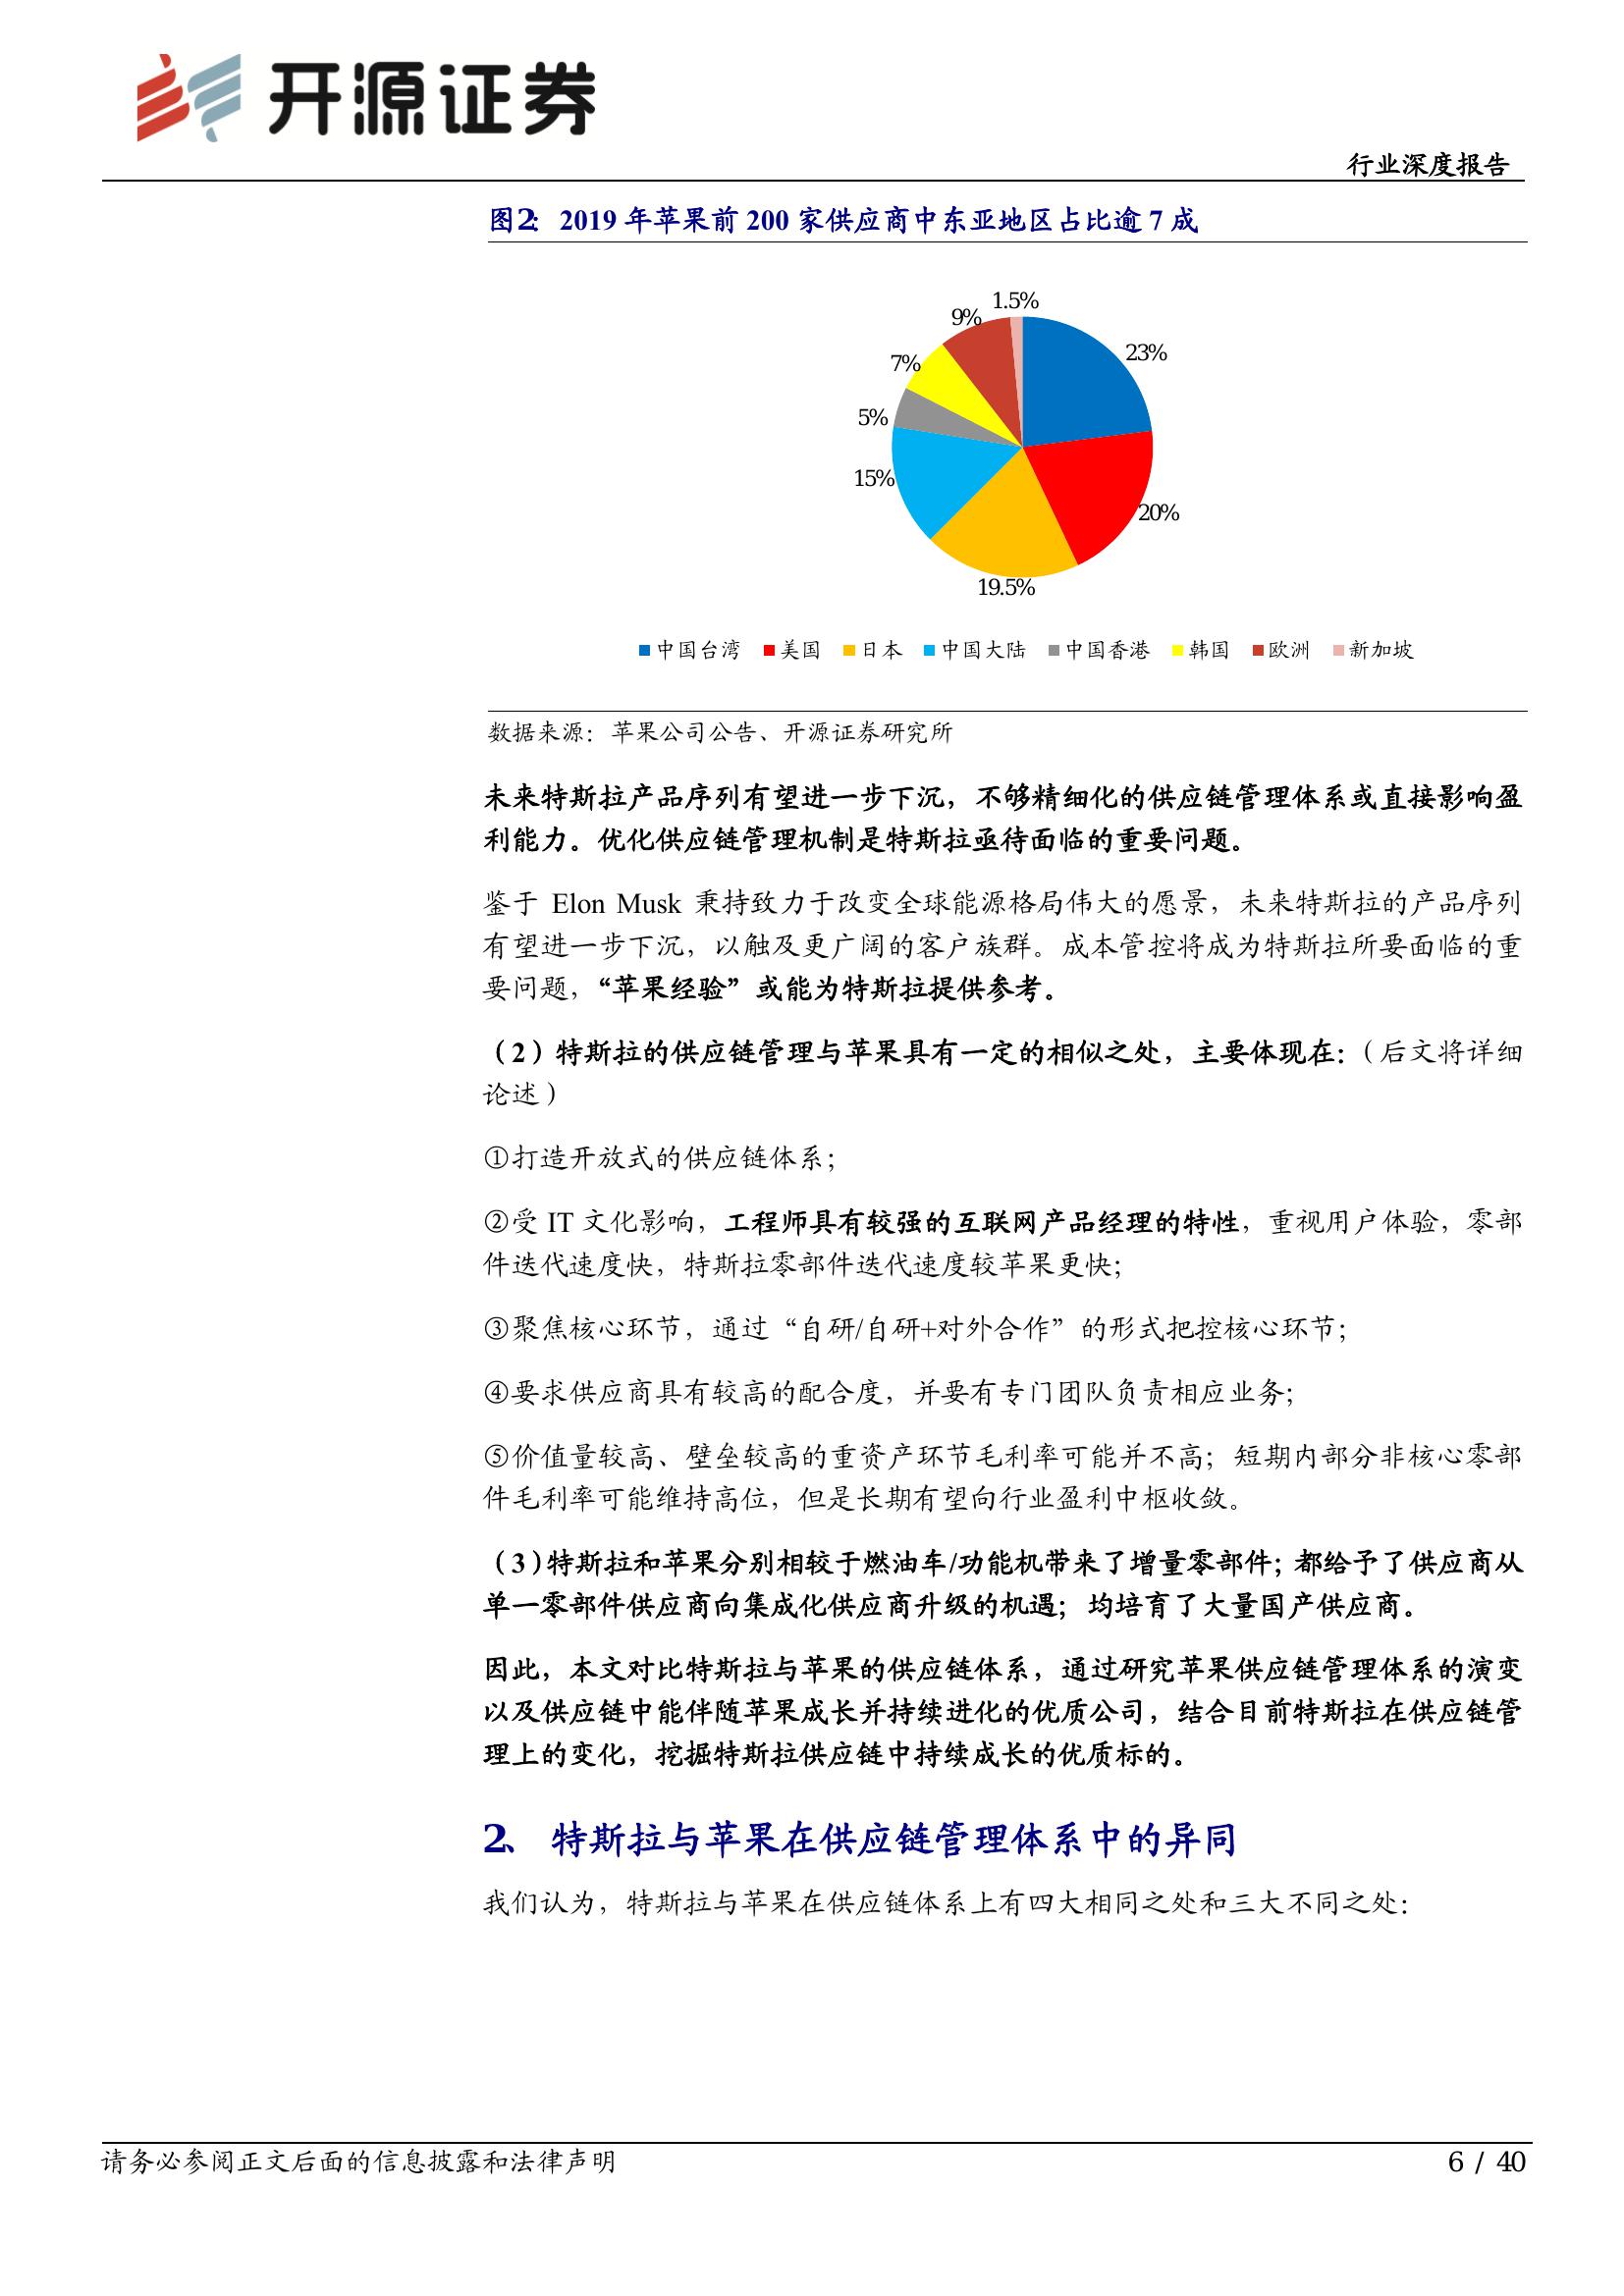 开源证券
行业深度报告
图2： 2019 年苹果前 200 家供应商中东亚地区占比逾 7 成
1.5%
9%
23%
7%
5%
15%
20%
19.5%
中国台湾 美国 日本 中国大陆 中国香港 韩国 欧洲 新加坡
数据来源：苹果公司公告、开源证券研究所
未来特斯拉产品序列有望进一步下沉，不够精细化的供应链管理体系或直接影响盈
利能力。优化供应链管理机制是特斯拉亟待面临的重要问题。
鉴于 Elon Musk 秉持致力于改变全球能源格局伟大的愿景，未来特斯拉的产品序列
有望进一步下沉，以触及更广阔的客户族群。成本管控将成为特斯拉所要面临的重
要问题，“苹果经验”或能为特斯拉提供参考。
（2）特斯拉的供应链管理与苹果具有一定的相似之处，主要体现在：（后文将详细
论述）
①打造开放式的供应链体系；
②受 IT 文化影响，工程师具有较强的互联网产品经理的特性，重视用户体验，零部
件迭代速度快，特斯拉零部件迭代速度较苹果更快；
③聚焦核心环节，通过“自研/自研+对外合作”的形式把控核心环节；
④要求供应商具有较高的配合度，并要有专门团队负责相应业务；
⑤价值量较高、壁垒较高的重资产环节毛利率可能并不高；短期内部分非核心零部
件毛利率可能维持高位，但是长期有望向行业盈利中枢收敛。
（3）特斯拉和苹果分别相较于燃油车/功能机带来了增量零部件；都给予了供应商从
单一零部件供应商向集成化供应商升级的机遇；均培育了大量国产供应商。
因此，本文对比特斯拉与苹果的供应链体系，通过研究苹果供应链管理体系的演变
以及供应链中能伴随苹果成长并持续进化的优质公司，结合目前特斯拉在供应链管
理上的变化，挖掘特斯拉供应链中持续成长的优质标的。
2、 特斯拉与苹果在供应链管理体系中的异同
我们认为，特斯拉与苹果在供应链体系上有四大相同之处和三大不同之处：
请务必参阅正文后面的信息披露和法律声明
6 / 40